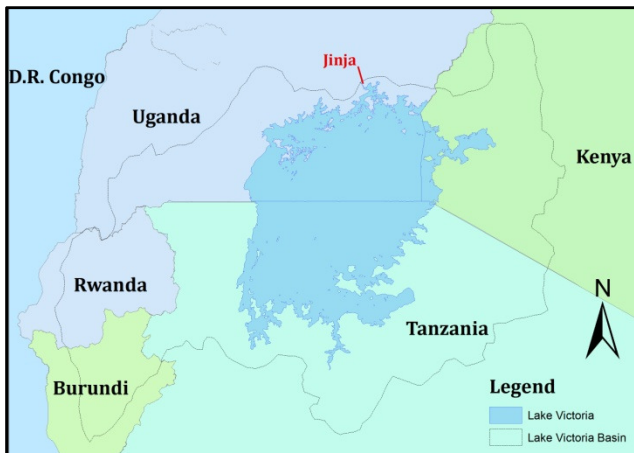 Jinja
D.R. Congo
Uganda
Kenya
Rwanda
N
Tanzania
Burundi
Legend
Lake Victoria
Lake Victoria Basin